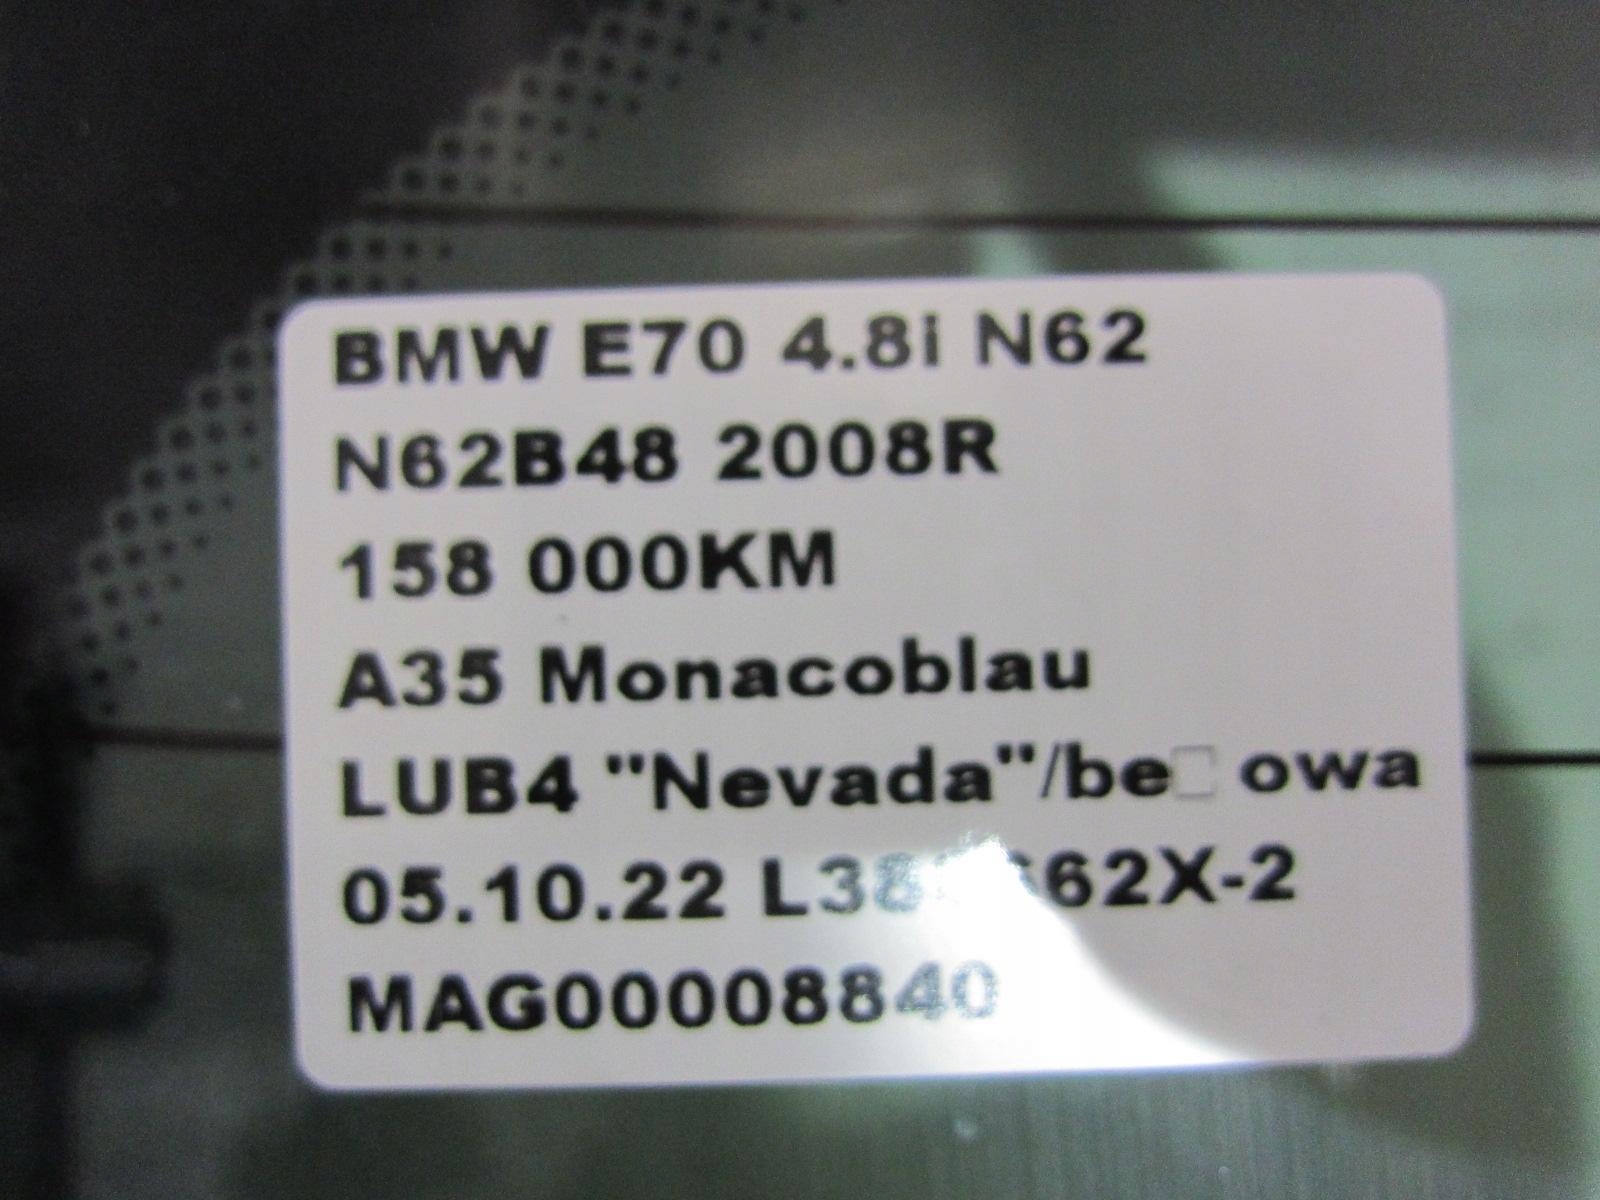 BMW E70 4.8i N62
N62B48 2008R
158 000KM
A35 Monacoblau
LUB4 "Nevada"/be□ owa
05.10.22
MAG00008840